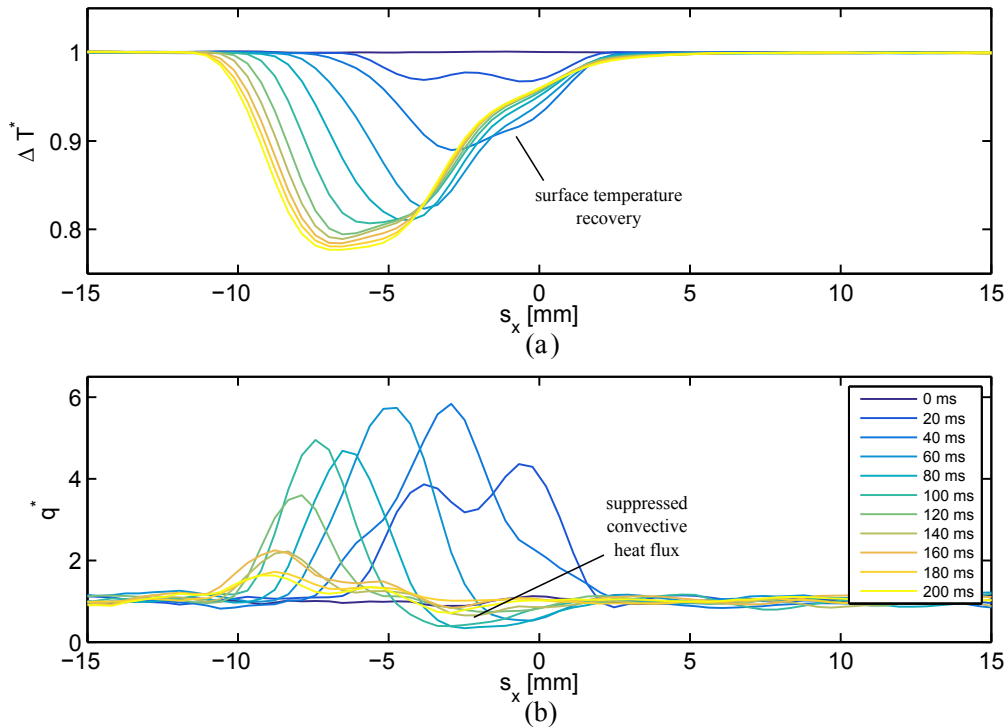 1
0.9
0.8
Δ T*
surface temperature
recovery
−15 −10 −5 0 5 10 15
s_x [mm]
(a)
6
4
2
0
q*
suppressed
convective
heat flux
0 ms
20 ms
40 ms
60 ms
80 ms
100 ms
120 ms
140 ms
160 ms
180 ms
200 ms
−15 −10 −5 0 5 10 15
s_x [mm]
(b)